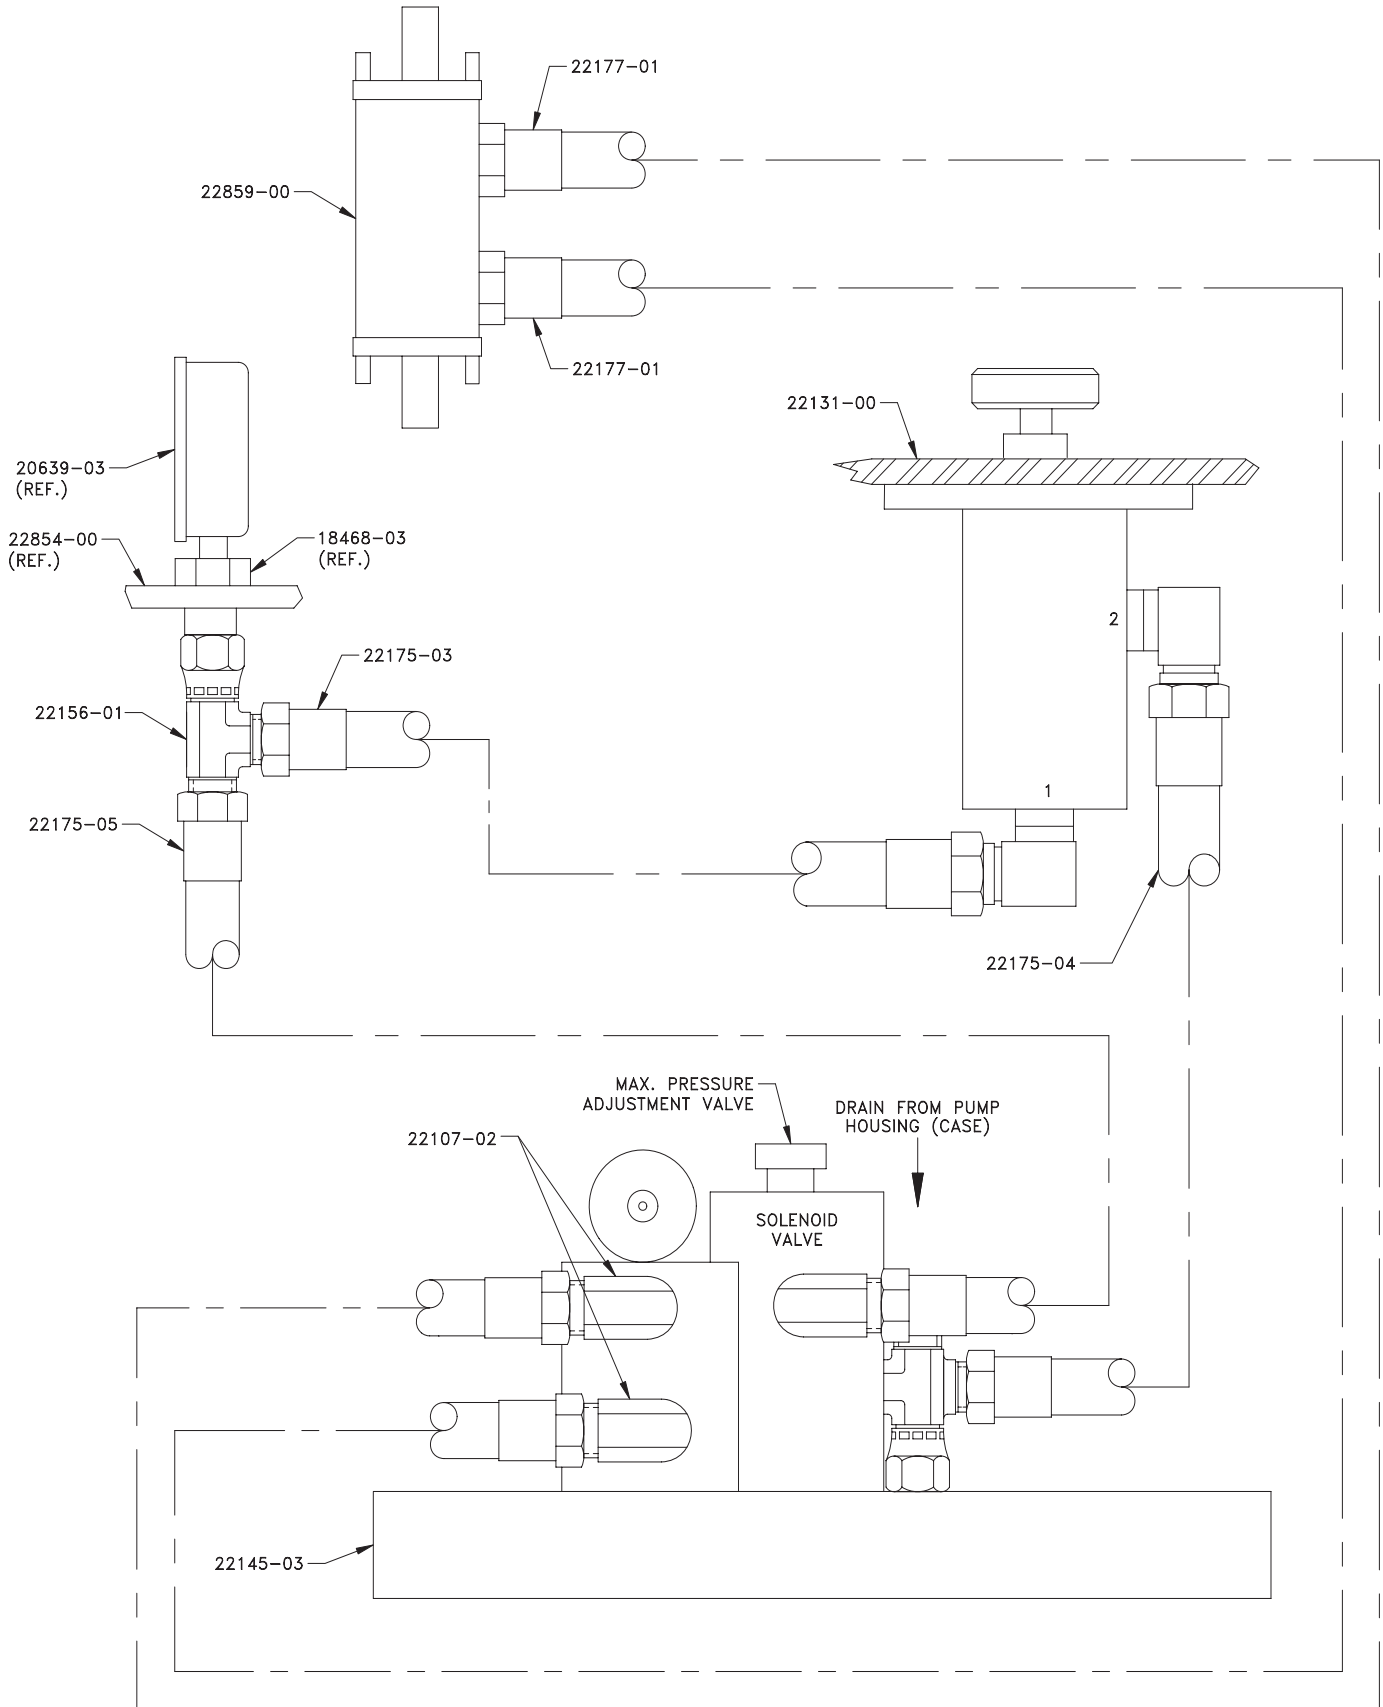 22177-01
22859-00
22177-01
22131-00
20639-03
(REF.)
22854-00
(REF.)
18468-03
(REF.)
2
22175-03
22156-01
1
22175-05
22175-04
MAX. PRESSURE
ADJUSTMENT VALVE
DRAIN FROM PUMP
HOUSING (CASE)
22107-02
SOLENOID
VALVE
22145-03